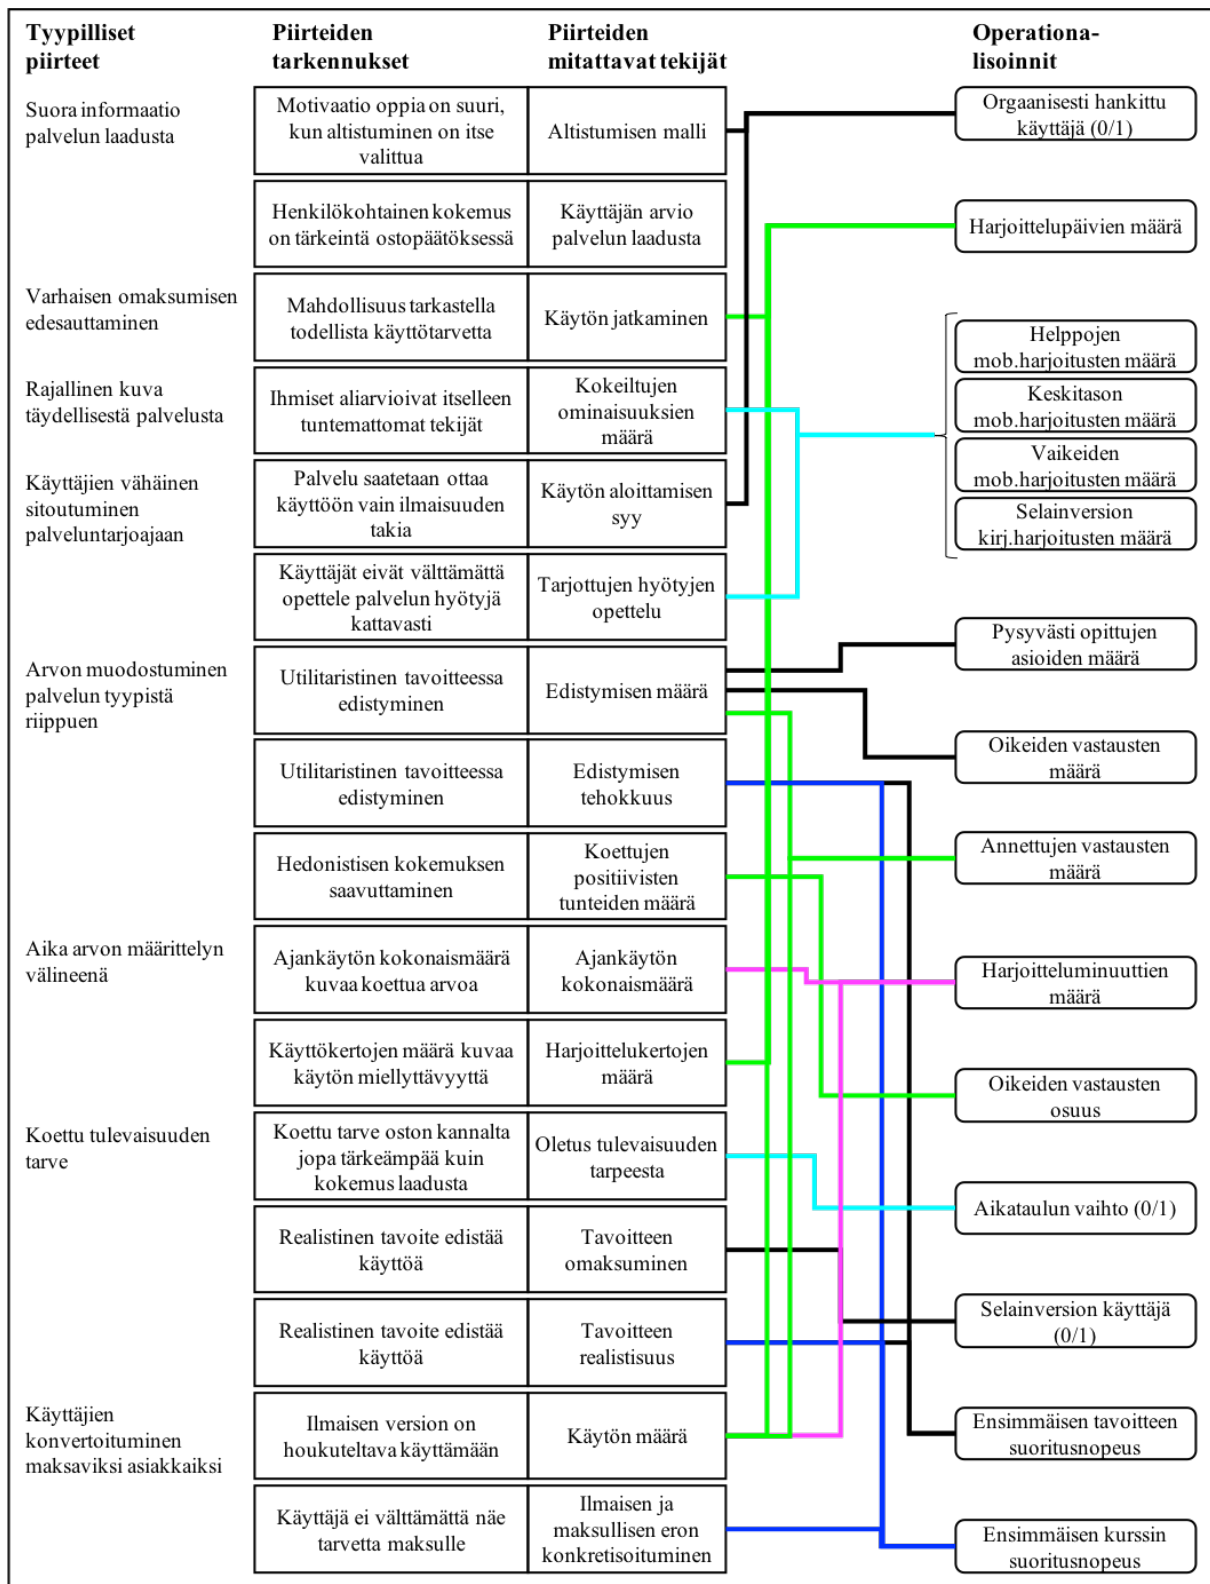 Tyypilliset
piirteet
Piirteiden
tarkennukset
Piirteiden
mitattavat tekijät
Operationa-
lisoinnit
Suora informaatio
palvelun laadusta
Motivaatio oppia on suuri,
kun altistuminen on itse
valittua
Altistumisen malli
Orgaanisesti hankittu
käyttäjä (0/1)
Henkilökohtainen kokemus
on tärkeintä ostopäätöksessä
Käyttäjän arvio
palvelun laadusta
Harjoittelupäivien määrä
Varhaisen omaksumisen
edesauttaminen
Mahdollisuus tarkastella
todellista käyttötarvetta
Käytön jatkaminen
Helppojen
mob.harjoitusten määrä
Rajallinen kuva
täydellisestä palvelusta
Ihmiset aliarvioivat itselleen
tuntemattomat tekijät
Kokeiltujen
ominaisuuksien
määrä
Keskitason
mob.harjoitusten määrä
Vaikeiden
mob.harjoitusten määrä
Käyttäjien vähäinen
sitoutuminen
palveluntarjoajaan
Palvelu saatetaan ottaa
käyttöön vain ilmaisuuden
takia
Käytön aloittamisen
syy
Selainversion
kirj.harjoitusten määrä
Käyttäjät eivät välttämättä
opettele palvelun hyötyjä
kattavasti
Tarjottujen hyötyjen
opettelu
Pysyvästi opittujen
asioiden määrä
Arvon muodostuminen
palvelun tyypistä
riippuen
Utilitaristinen tavoitteessa
edistyminen
Edistymisen määrä
Oikeiden vastausten
määrä
Utilitaristinen tavoitteessa
edistyminen
Edistymisen
tehokkuus
Annettujen vastausten
määrä
Hedonistisen kokemuksen
saavuttaminen
Koettujen
positiivisten
tunteiden määrä
Aika arvon määrittelyn
välineenä
Ajankäytön kokonaismäärä
kuvaa koettua arvoa
Ajankäytön
kokonaismäärä
Harjoitteluminuuttien
määrä
Käyttökertojen määrä kuvaa
käytön miellyttävyyttä
Harjoittelukertojen
määrä
Oikeiden vastausten
osuus
Koettu tulevaisuuden
tarve
Koettu tarve oston kannalta
jopa tärkeämpää kuin
kokemus laadusta
Oletus tulevaisuuden
tarpeesta
Aikataulun vaihto (0/1)
Realistinen tavoite edistää
käyttöä
Tavoitteen
omaksuminen
Selainversion käyttäjä
(0/1)
Realistinen tavoite edistää
käyttöä
Tavoitteen
realistisuus
Käyttäjien
konvertoituminen
maksaviksi asiakkaiksi
Ilmaisen version on
houkuteltava käyttämään
Käytön määrä
Ensimmäisen tavoitteen
suoritusnopeus
Käyttäjä ei välttämättä näe
tarvetta maksulle
Ilmaisen ja
maksullisen eron
konkretisoituminen
Ensimmäisen kurssin
suoritusnopeus